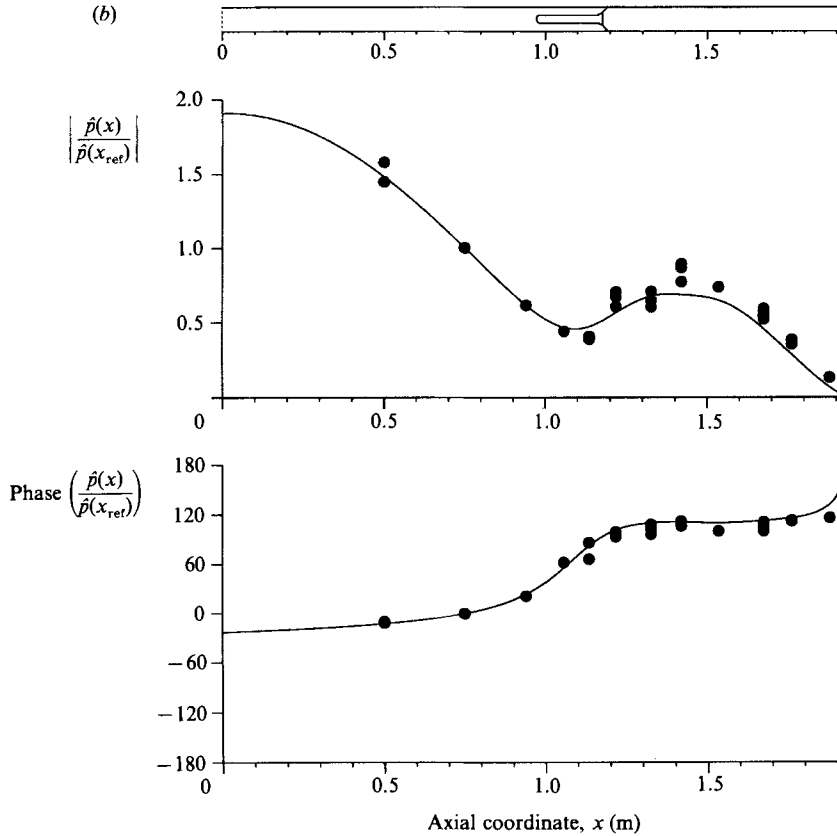 (b)
0 0.5 1.0 1.5
|p̂(x)/p̂(x_ref)|
2.0
1.5
1.0
0.5
0 0.5 1.0 1.5
Phase (p̂(x)/p̂(x_ref))
180
120
60
0
−60
−120
−180
0 0.5 1.0 1.5
Axial coordinate, x (m)